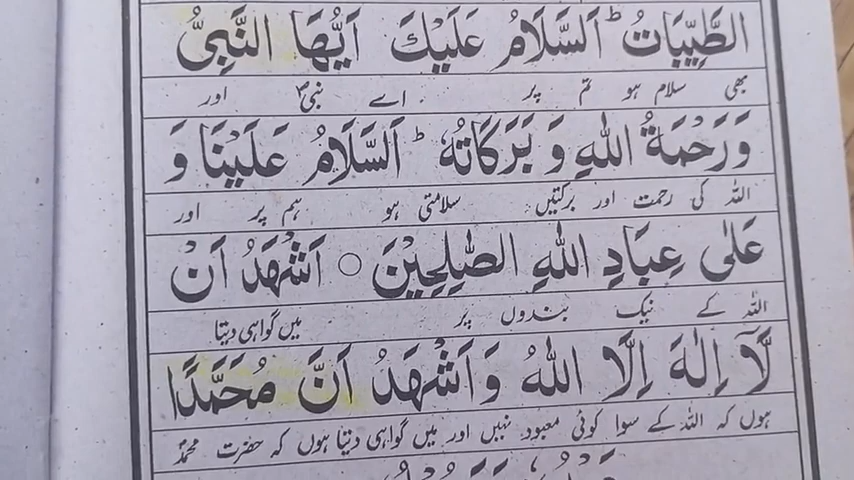 الطَّيِّبَاتُ ؕ اَلسَّلَامُ عَلَيْكَ اَيُّهَا النَّبِىُّ
بھی سلام ہو تم پر اے نبیؐ اور
وَرَحْمَةُ اللّٰهِ وَ بَرَكَاتُهٗ ؕ اَلسَّلَامُ عَلَيْنَا وَ
اللہ کی رحمت اور برکتیں سلامتی ہو ہم پر اور
عَلٰى عِبَادِ اللّٰهِ الصّٰلِحِيْنَ ○ اَشْهَدُ اَنْ
اللہ کے نیک بندوں پر میں گواہی دیتا
لَّاۤ اِلٰهَ اِلَّا اللّٰهُ وَاَشْهَدُ اَنَّ مُحَمَّدًا
ہوں کہ اللہ کے سوا کوئی معبود نہیں اور میں گواہی دیتا ہوں کہ حضرت محمدؐ